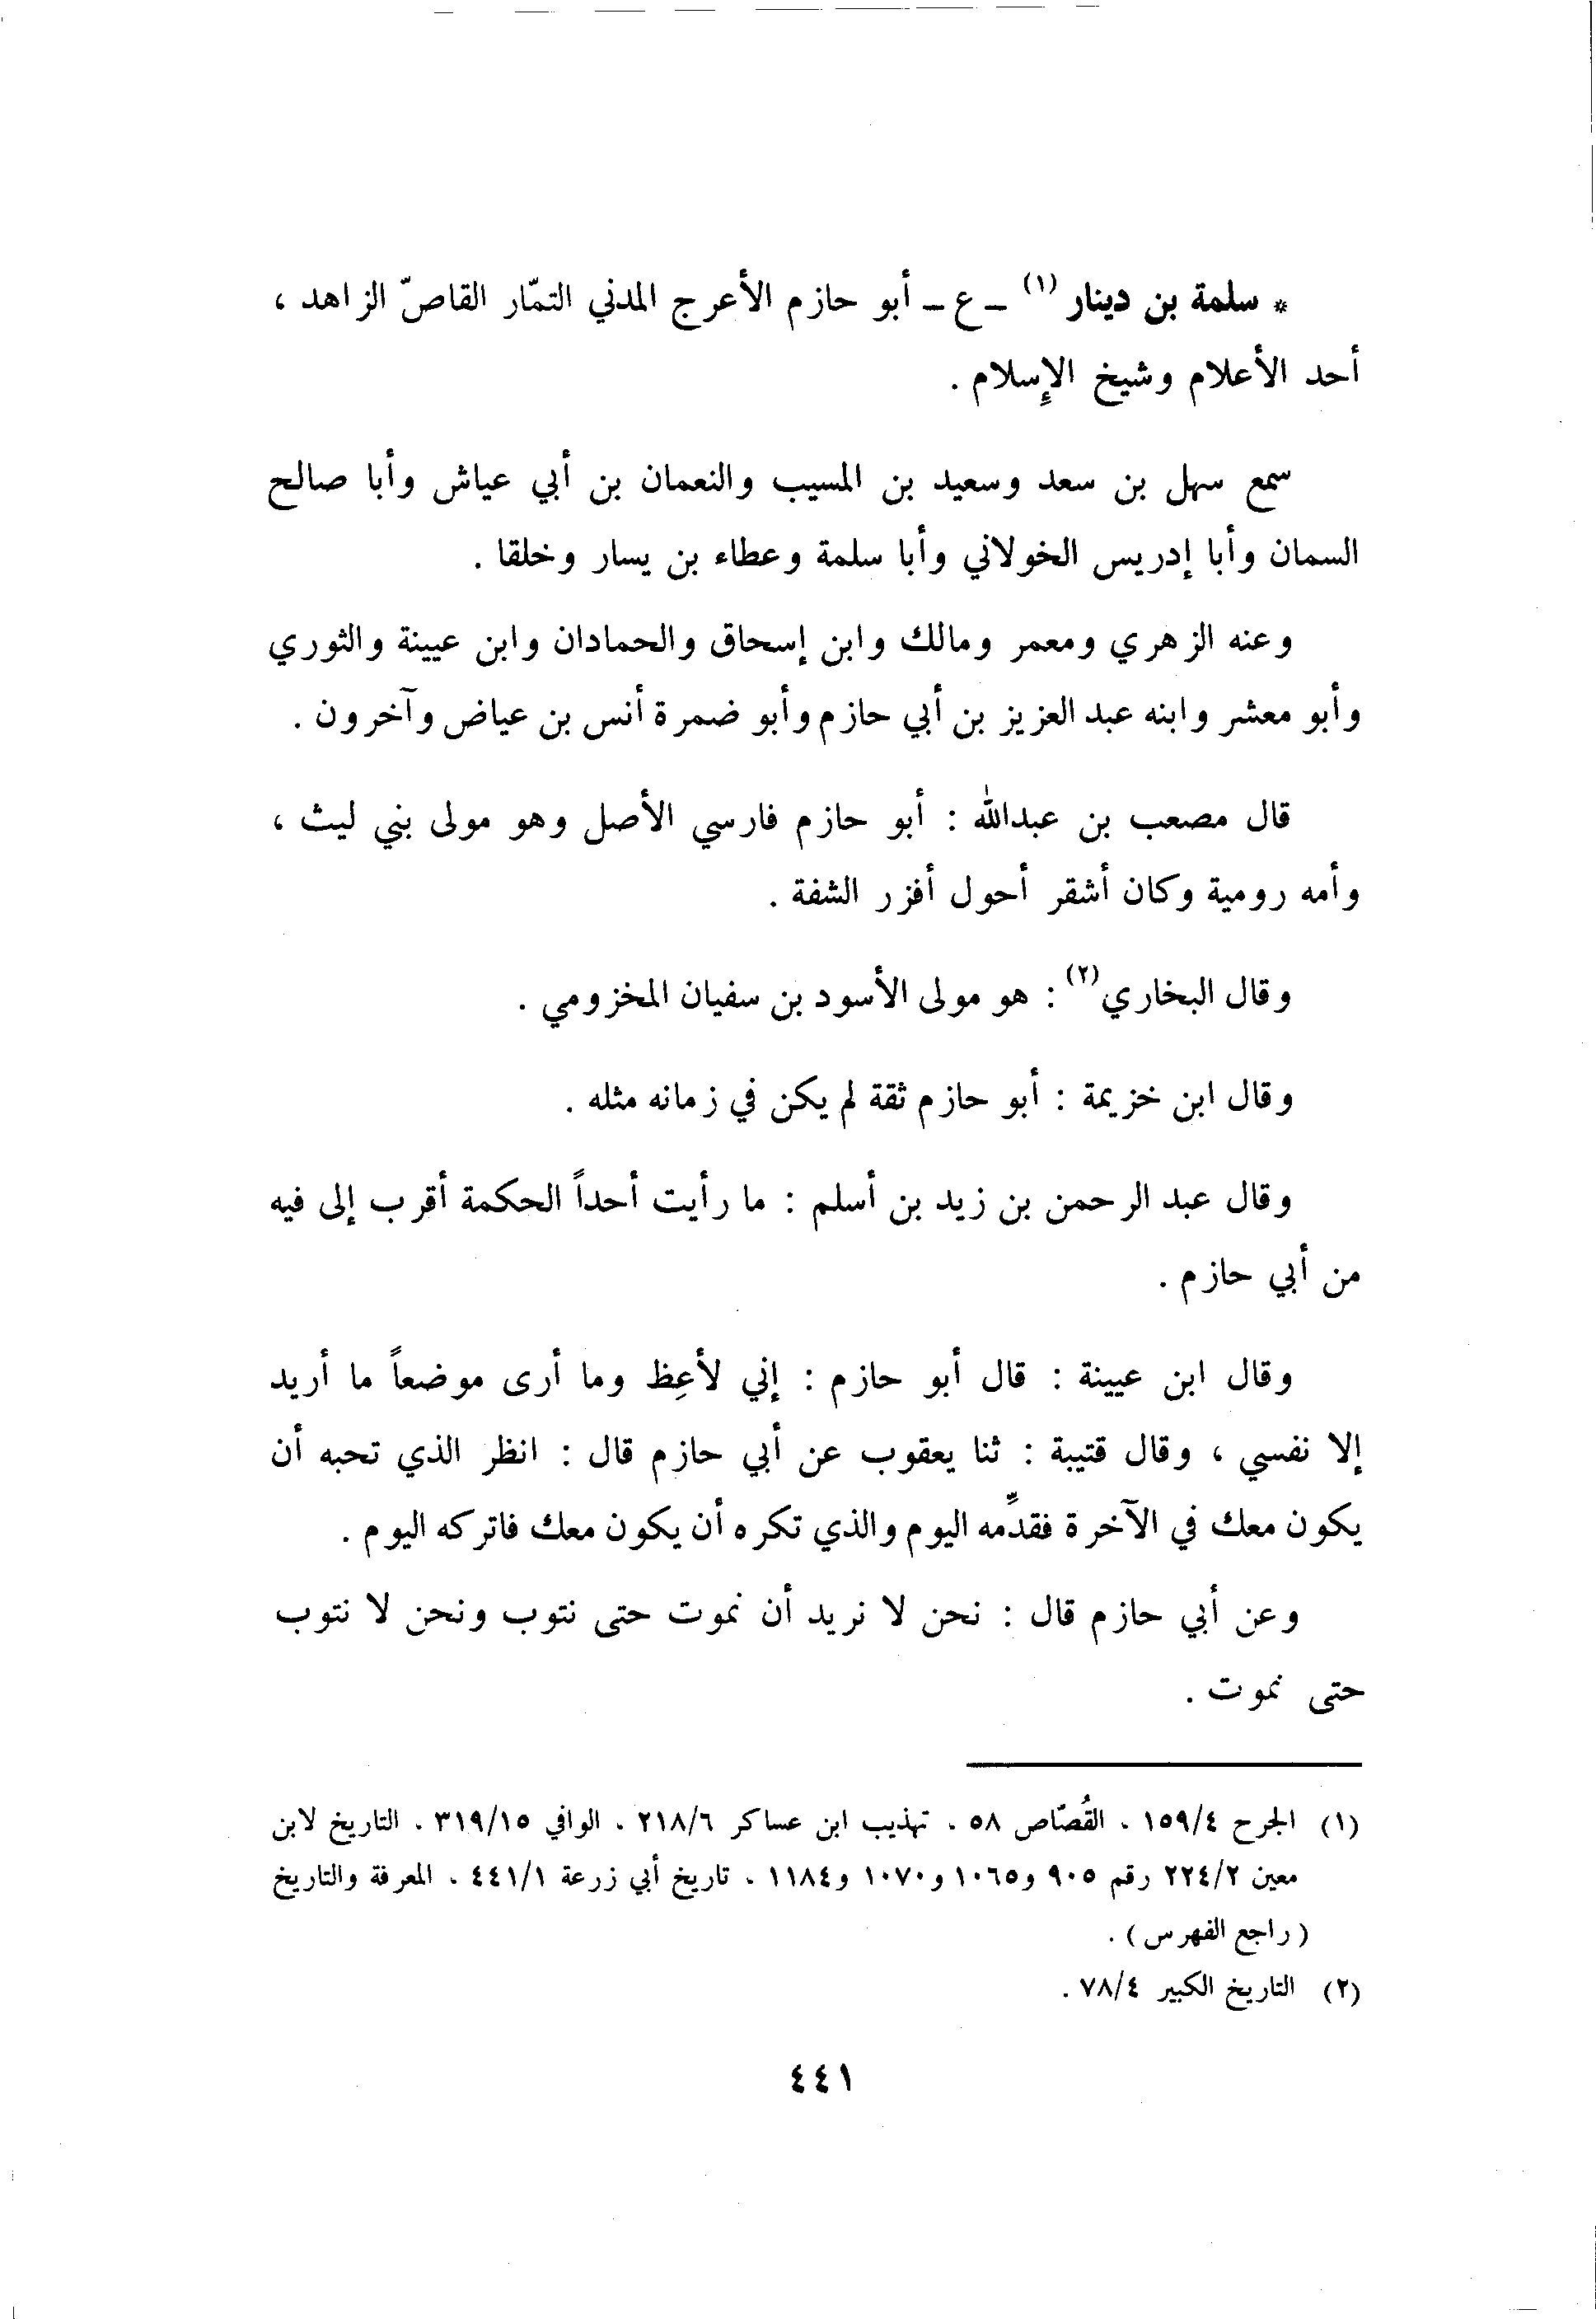 * سلمة بن دينار (١) ـ ع ـ أبو حازم الأعرج المدني التمّار القاصّ الزاهد ،
أحد الأعلام وشيخ الإسلام .
سمع سهل بن سعد وسعيد بن المسيب والنعمان بن أبي عياش وأبا صالح
السمان وأبا إدريس الخولاني وأبا سلمة وعطاء بن يسار وخلقا .
وعنه الزهري ومعمر ومالك وابن إسحاق والحمادان وابن عيينة والثوري
وأبو معشر وابنه عبد العزيز بن أبي حازم وأبو ضمرة أنس بن عياض وآخرون .
قال مصعب بن عبدالله : أبو حازم فارسي الأصل وهو مولى بني ليث ،
وأمه رومية وكان أشقر أحول أفزر الشفة .
وقال البخاري (٢) : هو مولى الأسود بن سفيان المخزومي .
وقال ابن خزيمة : أبو حازم ثقة لم يكن في زمانه مثله .
وقال عبد الرحمن بن زيد بن أسلم : ما رأيت أحداً الحكمة أقرب إلى فيه
من أبي حازم .
وقال ابن عيينة : قال أبو حازم : إني لأعِظ وما أرى موضعاً ما أريد
إلا نفسي ، وقال قتيبة : ثنا يعقوب عن أبي حازم قال : انظر الذي تحبه أن
يكون معك في الآخرة فقدِّمه اليوم والذي تكره أن يكون معك فاتركه اليوم .
وعن أبي حازم قال : نحن لا نريد أن نموت حتى نتوب ونحن لا نتوب
حتى نموت .
(١) الجرح ١٥٩/٤ . القُصّاص ٥٨ . تهذيب ابن عساكر ٢١٨/٦ . الوافي ٣١٩/١٥ . التاريخ لابن
معين ٢٢٤/٢ رقم ٩٠٥ و١٠٦٥ و١٠٧٠ و١١٨٤ . تاريخ أبي زرعة ٤٤١/١ . المعرفة والتاريخ
( راجع الفهرس ) .
(٢) التاريخ الكبير ٧٨/٤ .
٤٤١